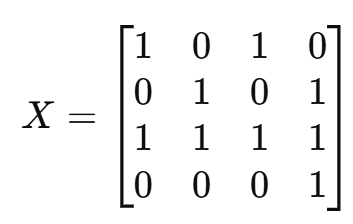 X = 
1 0 1 0
0 1 0 1
1 1 1 1
0 0 0 1